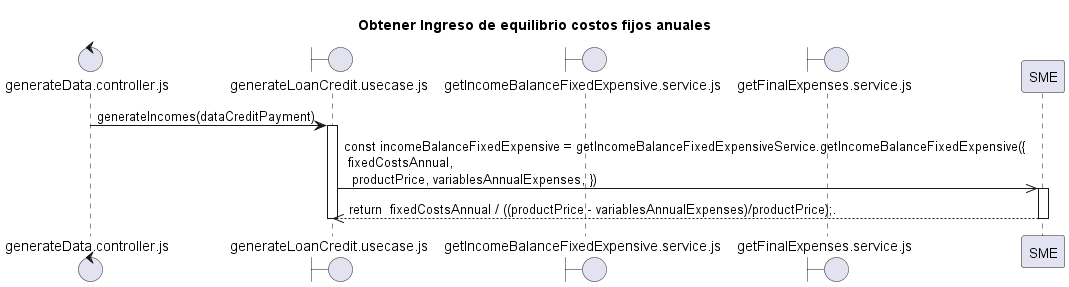 Obtener Ingreso de equilibrio costos fijos anuales
generateData.controller.js
generateLoanCredit.usecase.js
getIncomeBalanceFixedExpensive.service.js
getFinalExpenses.service.js
SME
generateIncomes(dataCreditPayment)
const incomeBalanceFixedExpensive = getIncomeBalanceFixedExpensiveService.getIncomeBalanceFixedExpensive({
fixedCostsAnnual,
productPrice, variablesAnnualExpenses, })
return fixedCostsAnnual / ((productPrice - variablesAnnualExpenses)/productPrice);.
generateData.controller.js
generateLoanCredit.usecase.js
getIncomeBalanceFixedExpensive.service.js
getFinalExpenses.service.js
SME